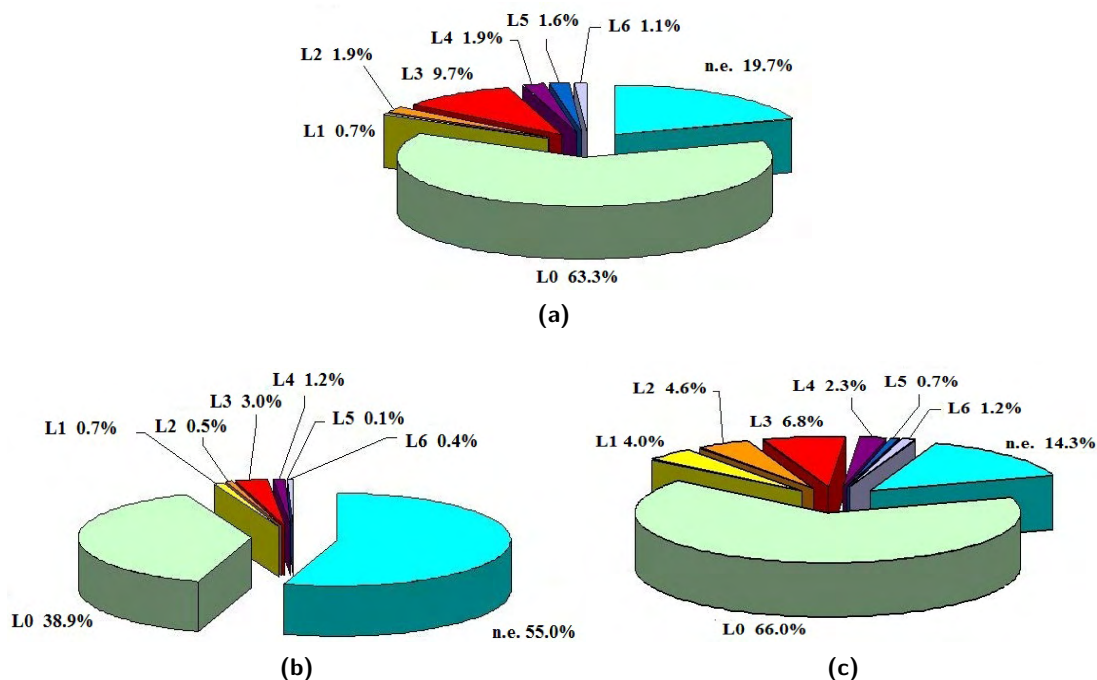 L5 1.6%
L6 1.1%
L4 1.9%
L2 1.9%
n.e. 19.7%
L3 9.7%
L1 0.7%
L0 63.3%
(a)
L4 1.2%
L3 3.0%
L5 0.1%
L2 0.5%
L1 0.7%
L6 0.4%
L0 38.9%
n.e. 55.0%
(b)
L2 4.6%
L4 2.3%
L5 0.7%
L6 1.2%
L3 6.8%
L1 4.0%
n.e. 14.3%
L0 66.0%
(c)